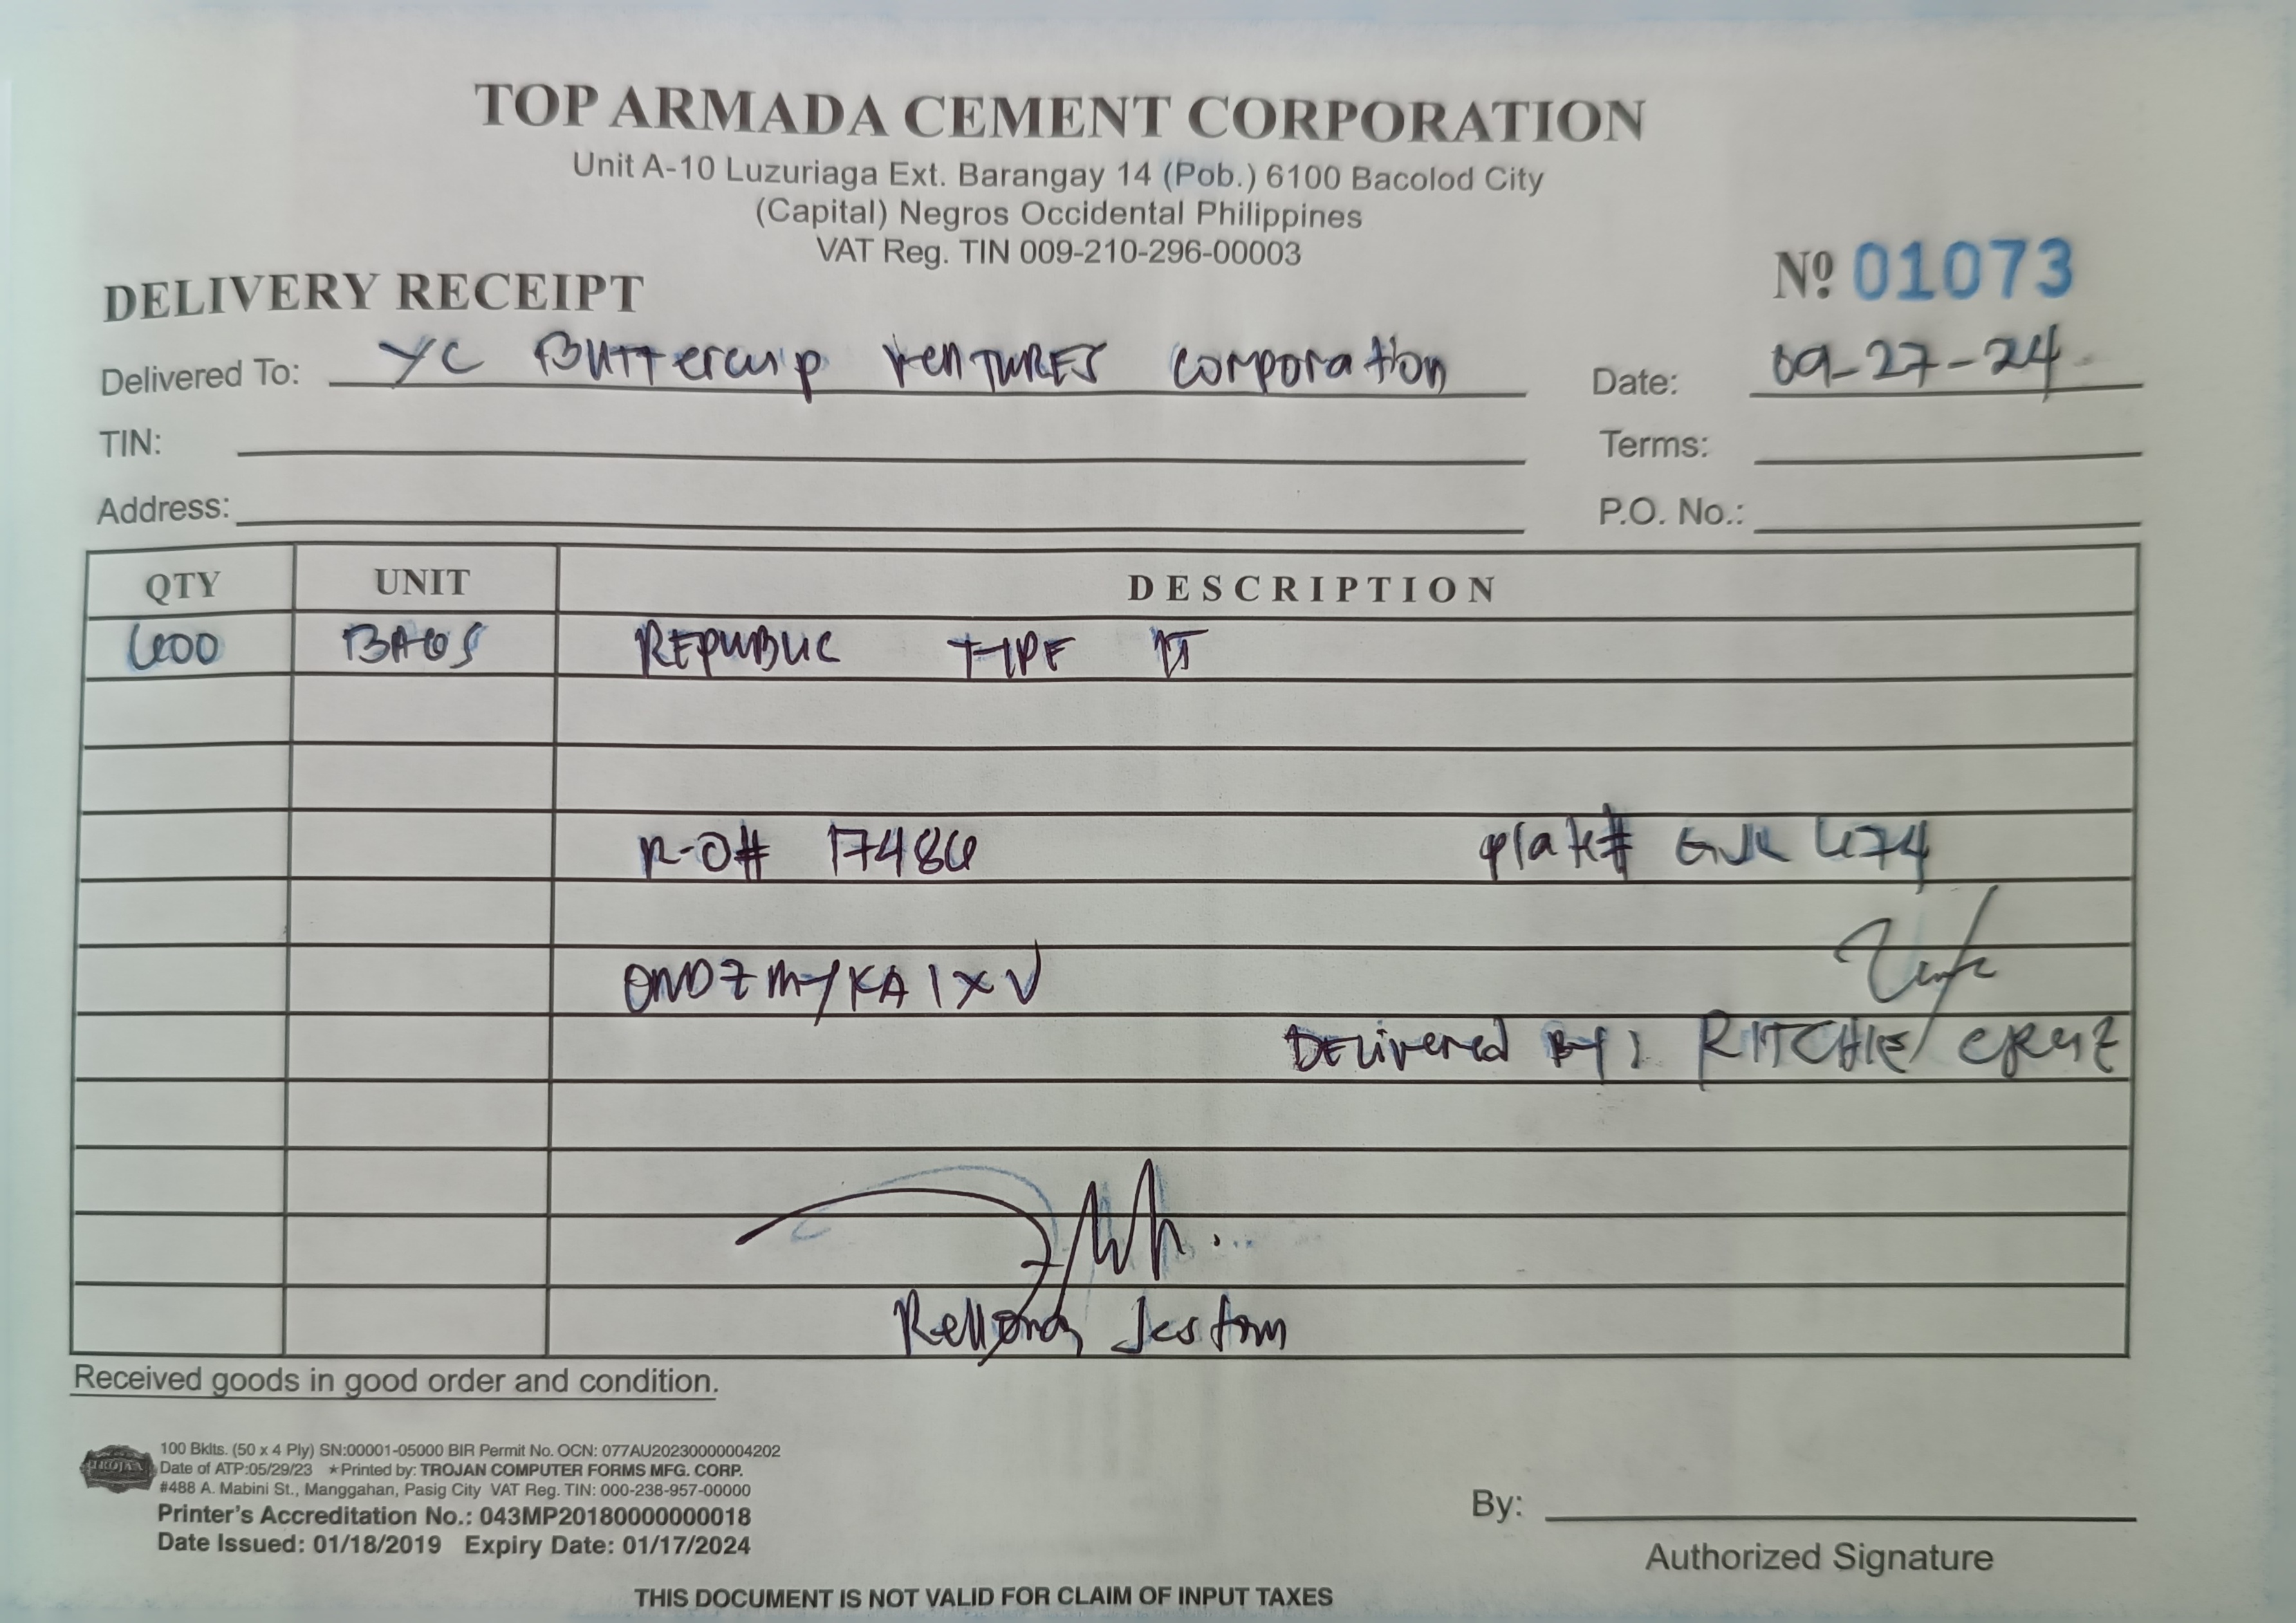 TOP ARMADA CEMENT CORPORATION
Unit A-10 Luzuriaga Ext. Barangay 14 (Pob.) 6100 Bacolod City
(Capital) Negros Occidental Philippines
VAT Reg. TIN 009-210-296-00003
DELIVERY RECEIPT
Nº 01073
Delivered To: YC Buttercup Ventures Corporation
Date: 09-27-24
TIN:
Terms:
Address:
P.O. No.:
QTY UNIT DESCRIPTION
600 BAGS REPUBLIC TYPE 1T
R-O# 17486 Plate#
Delivered By: RITCHIE/
Jestom
Received goods in good order and condition.
TROJAN
100 Bklts. (50 x 4 Ply) SN:00001-05000 BIR Permit No. OCN: 077AU20230000004202
Date of ATP:05/29/23 ★Printed by: TROJAN COMPUTER FORMS MFG. CORP.
#488 A. Mabini St., Manggahan, Pasig City VAT Reg. TIN: 000-238-957-00000
Printer's Accreditation No.: 043MP20180000000018
Date Issued: 01/18/2019 Expiry Date: 01/17/2024
By:
Authorized Signature
THIS DOCUMENT IS NOT VALID FOR CLAIM OF INPUT TAXES